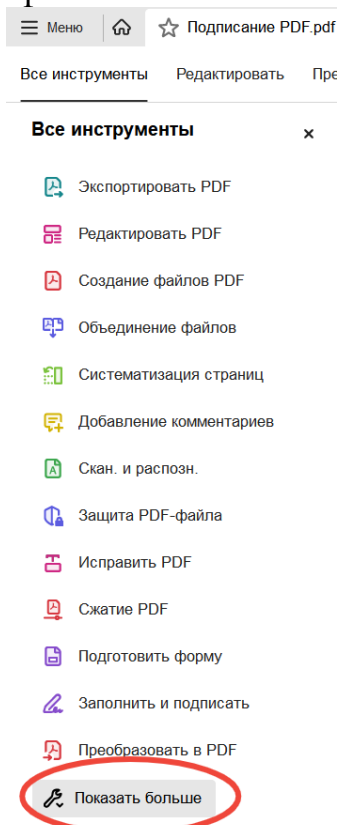 Меню
Подписание PDF.pdf
Все инструменты Редактировать
Все инструменты ×
Экспортировать PDF
Редактировать PDF
Создание файлов PDF
Объединение файлов
Систематизация страниц
Добавление комментариев
Скан. и распозн.
Защита PDF-файла
Исправить PDF
Сжатие PDF
Подготовить форму
Заполнить и подписать
Преобразовать в PDF
Показать больше